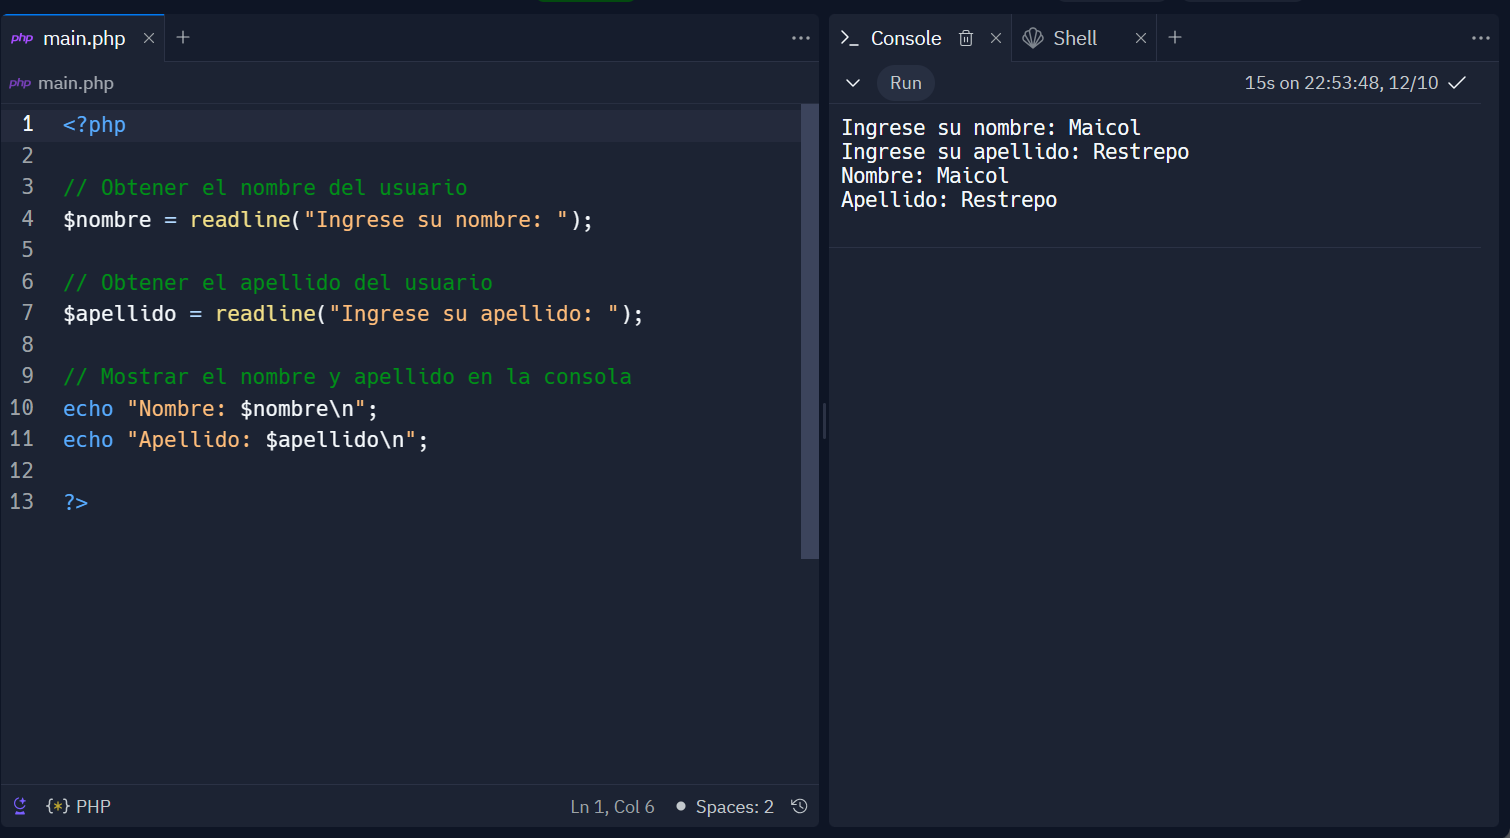 php main.php
php main.php
1 <?php
2
3 // Obtener el nombre del usuario
4 $nombre = readline("Ingrese su nombre: ");
5
6 // Obtener el apellido del usuario
7 $apellido = readline("Ingrese su apellido: ");
8
9 // Mostrar el nombre y apellido en la consola
10 echo "Nombre: $nombre\n";
11 echo "Apellido: $apellido\n";
12
13 ?>
{*} PHP Ln 1, Col 6 Spaces: 2
Console Shell
Run 15s on 22:53:48, 12/10
Ingrese su nombre: Maicol
Ingrese su apellido: Restrepo
Nombre: Maicol
Apellido: Restrepo